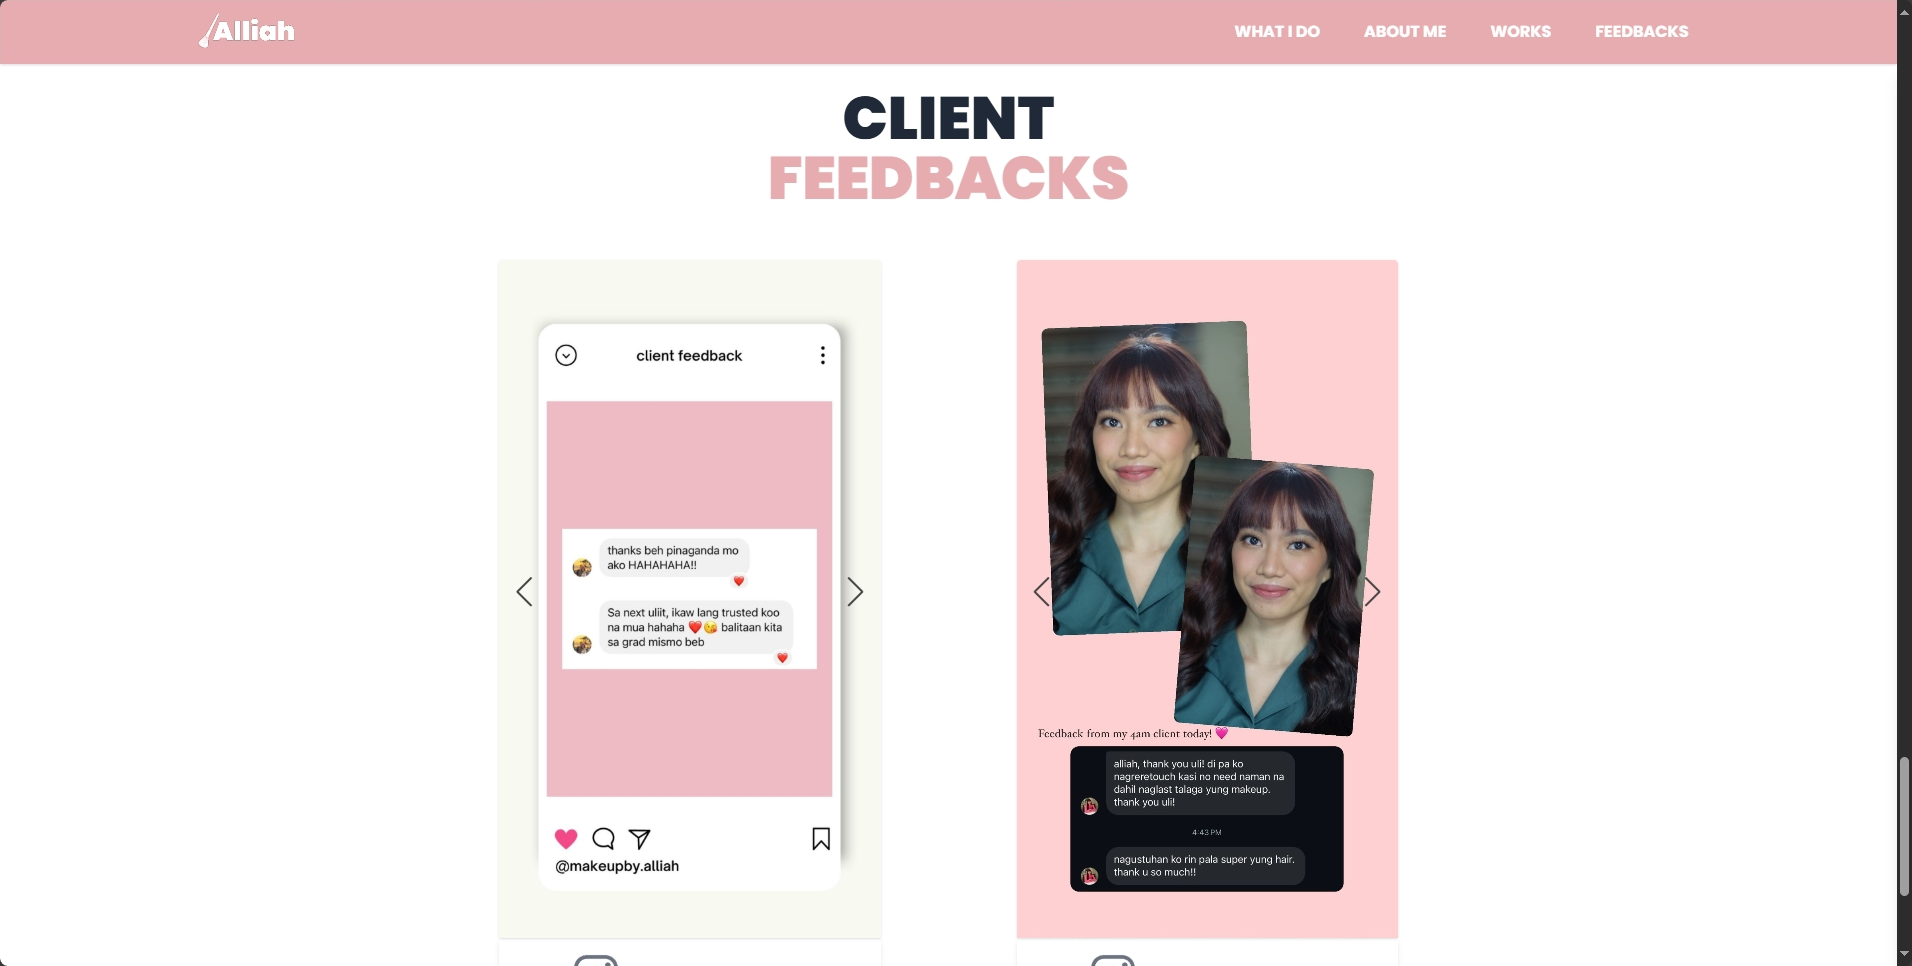 Alliah
WHAT I DO
ABOUT ME
WORKS
FEEDBACKS
CLIENT
FEEDBACKS
client feedback
thanks beh pinaganda mo
ako HAHAHAHA!!
Sa next uliit, ikaw lang trusted koo
na mua hahaha ❤️😘 balitaan kita
sa grad mismo beb
@makeupby.alliah
Feedback from my 4am client today! 💗
alliah, thank you uli! di pa ko
nagreretouch kasi no need naman na
dahil naglast talaga yung makeup.
thank you uli!
4:43 PM
nagustuhan ko rin pala super yung hair.
thank u so much!!